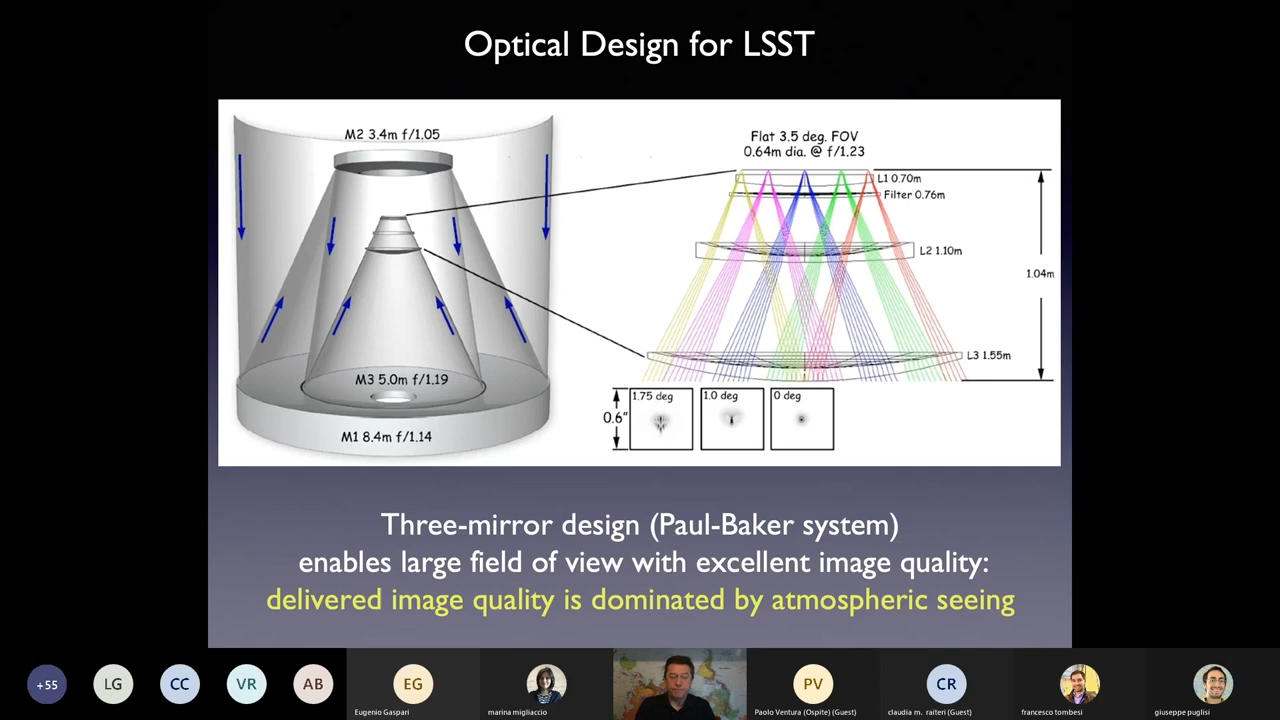 Optical Design for LSST
M2 3.4m f/1.05
M3 5.0m f/1.19
M1 8.4m f/1.14
Flat 3.5 deg. FOV
0.64m dia. @ f/1.23
L1 0.70m
Filter 0.76m
L2 1.10m
1.04m
L3 1.55m
0.6"
1.75 deg
1.0 deg
0 deg
Three-mirror design (Paul-Baker system)
enables large field of view with excellent image quality:
delivered image quality is dominated by atmospheric seeing
+55
LG
CC
VR
AB
EG
Eugenio Gaspari
marina migliaccio
PV
Paolo Ventura (Ospite) (Guest)
CR
claudia m. raiteri (Guest)
francesco tombesi
giuseppe puglisi